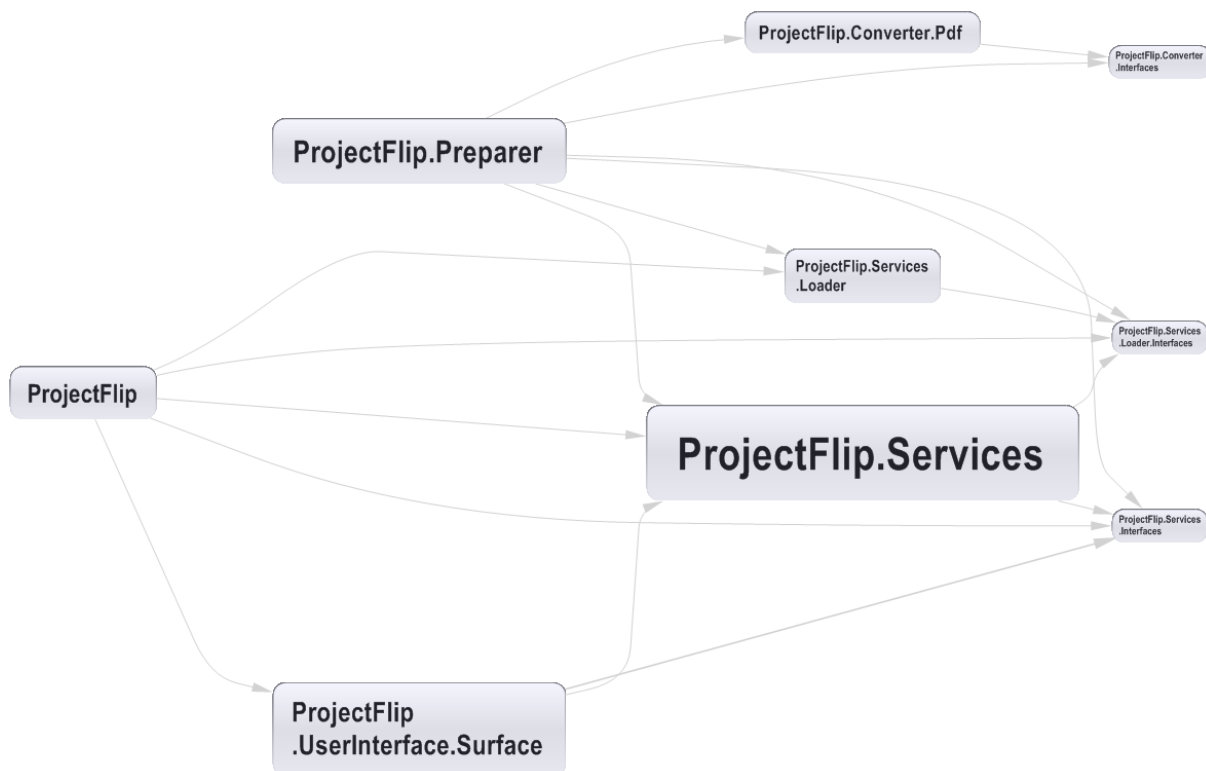 ProjectFlip.Converter.Pdf
ProjectFlip.Converter
.Interfaces
ProjectFlip.Preparer
ProjectFlip.Services
.Loader
ProjectFlip.Services
.Loader.Interfaces
ProjectFlip
ProjectFlip.Services
ProjectFlip.Services
.Interfaces
ProjectFlip
.UserInterface.Surface